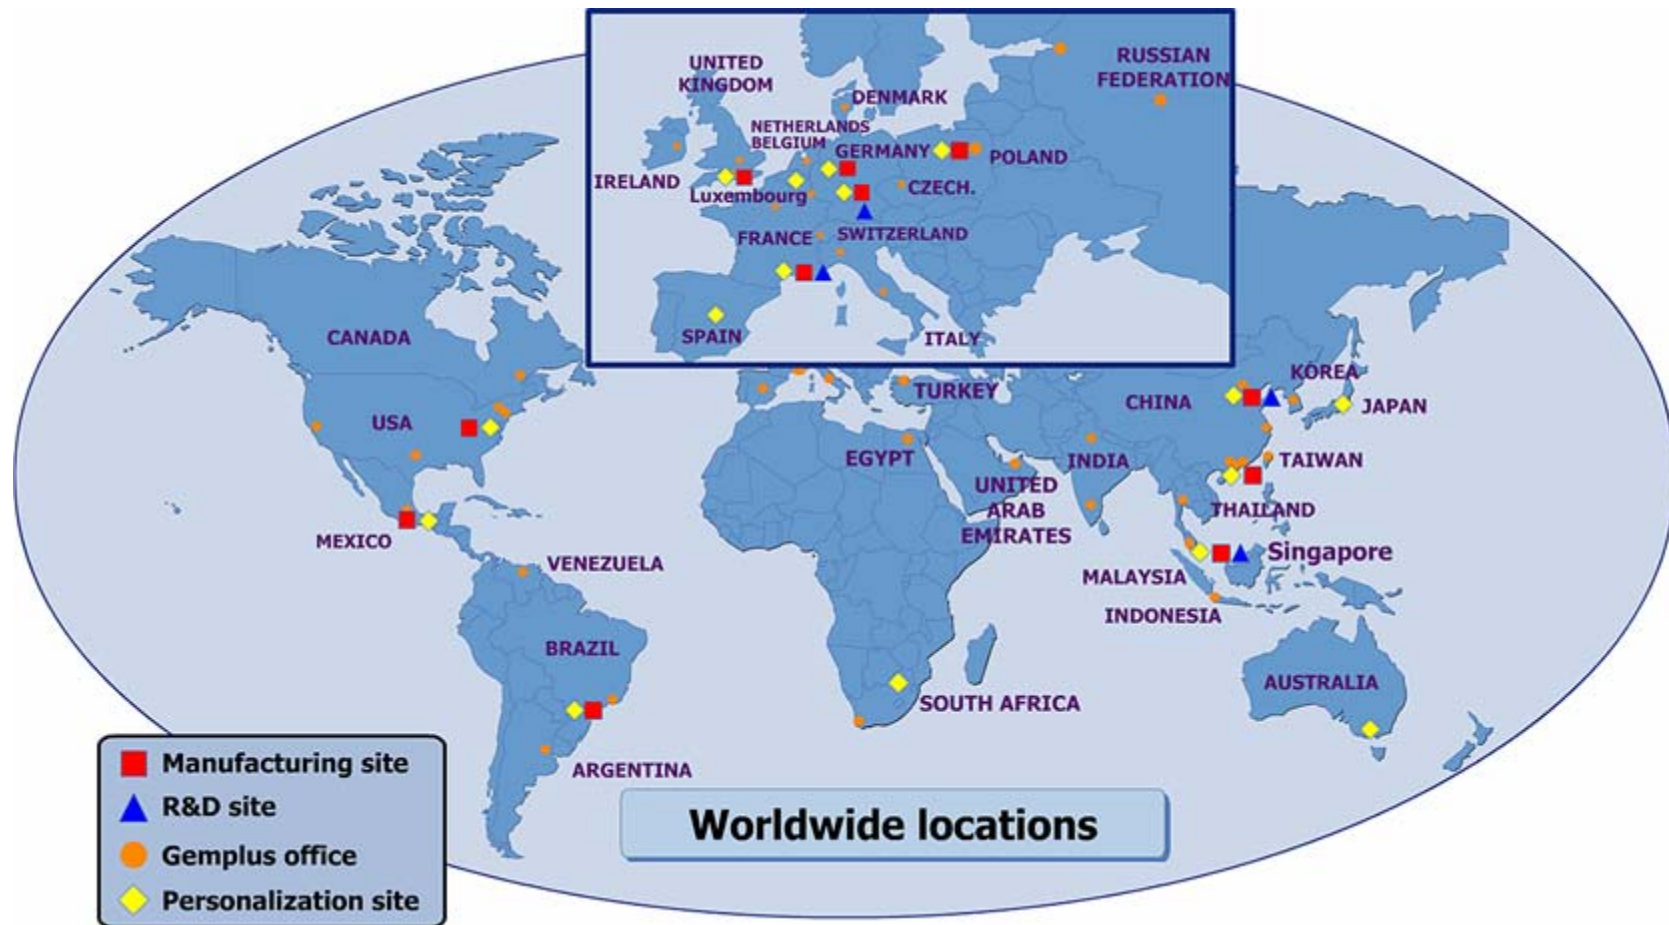 UNITED
KINGDOM
RUSSIAN
FEDERATION
DENMARK
NETHERLANDS
BELGIUM
GERMANY
POLAND
IRELAND
Luxembourg
CZECH.
FRANCE
SWITZERLAND
SPAIN
ITALY
CANADA
USA
MEXICO
TURKEY
EGYPT
UNITED
ARAB
EMIRATES
INDIA
CHINA
KOREA
JAPAN
TAIWAN
THAILAND
Singapore
MALAYSIA
INDONESIA
VENEZUELA
BRAZIL
ARGENTINA
SOUTH AFRICA
AUSTRALIA
Manufacturing site
R&D site
Gemplus office
Personalization site
Worldwide locations